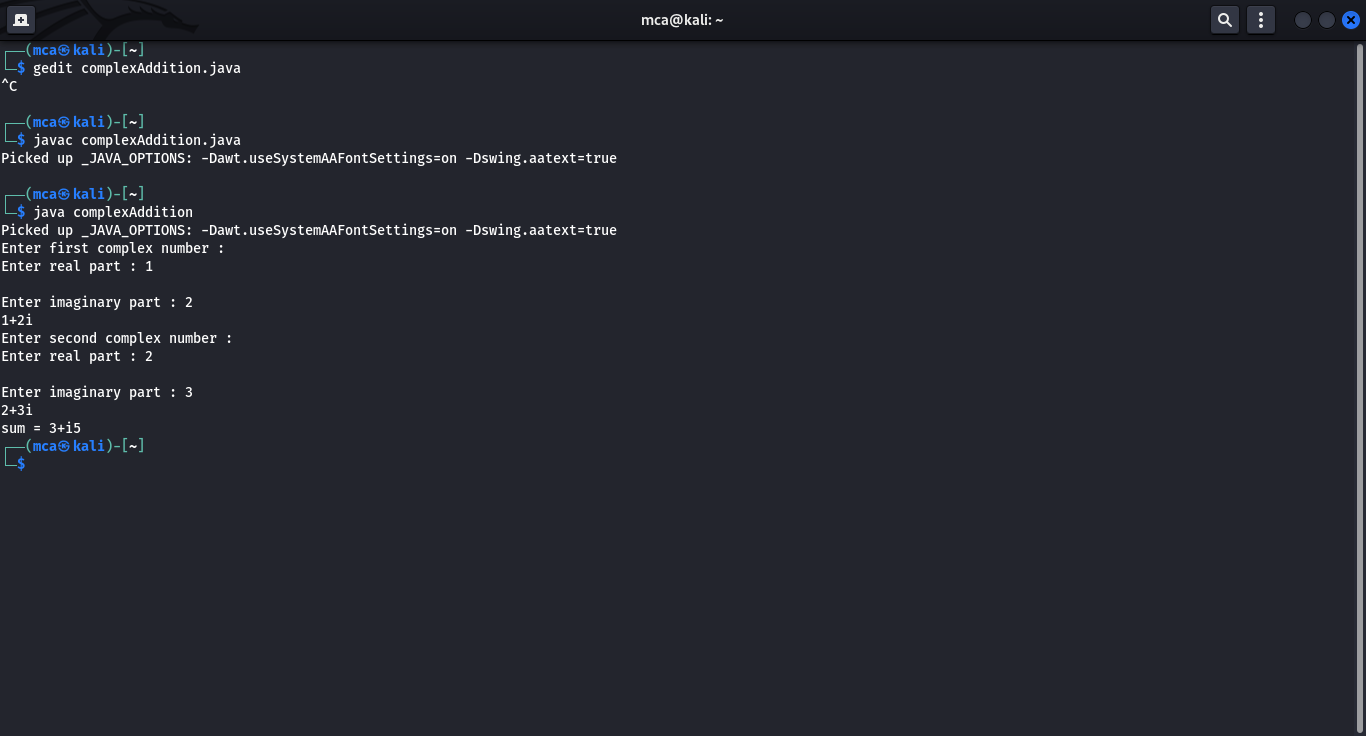 mca@kali: ~
┌──(mca㉿kali)-[~]
└─$ gedit complexAddition.java
^C
┌──(mca㉿kali)-[~]
└─$ javac complexAddition.java
Picked up _JAVA_OPTIONS: -Dawt.useSystemAAFontSettings=on -Dswing.aatext=true
┌──(mca㉿kali)-[~]
└─$ java complexAddition
Picked up _JAVA_OPTIONS: -Dawt.useSystemAAFontSettings=on -Dswing.aatext=true
Enter first complex number :
Enter real part : 1
Enter imaginary part : 2
1+2i
Enter second complex number :
Enter real part : 2
Enter imaginary part : 3
2+3i
sum = 3+i5
┌──(mca㉿kali)-[~]
└─$